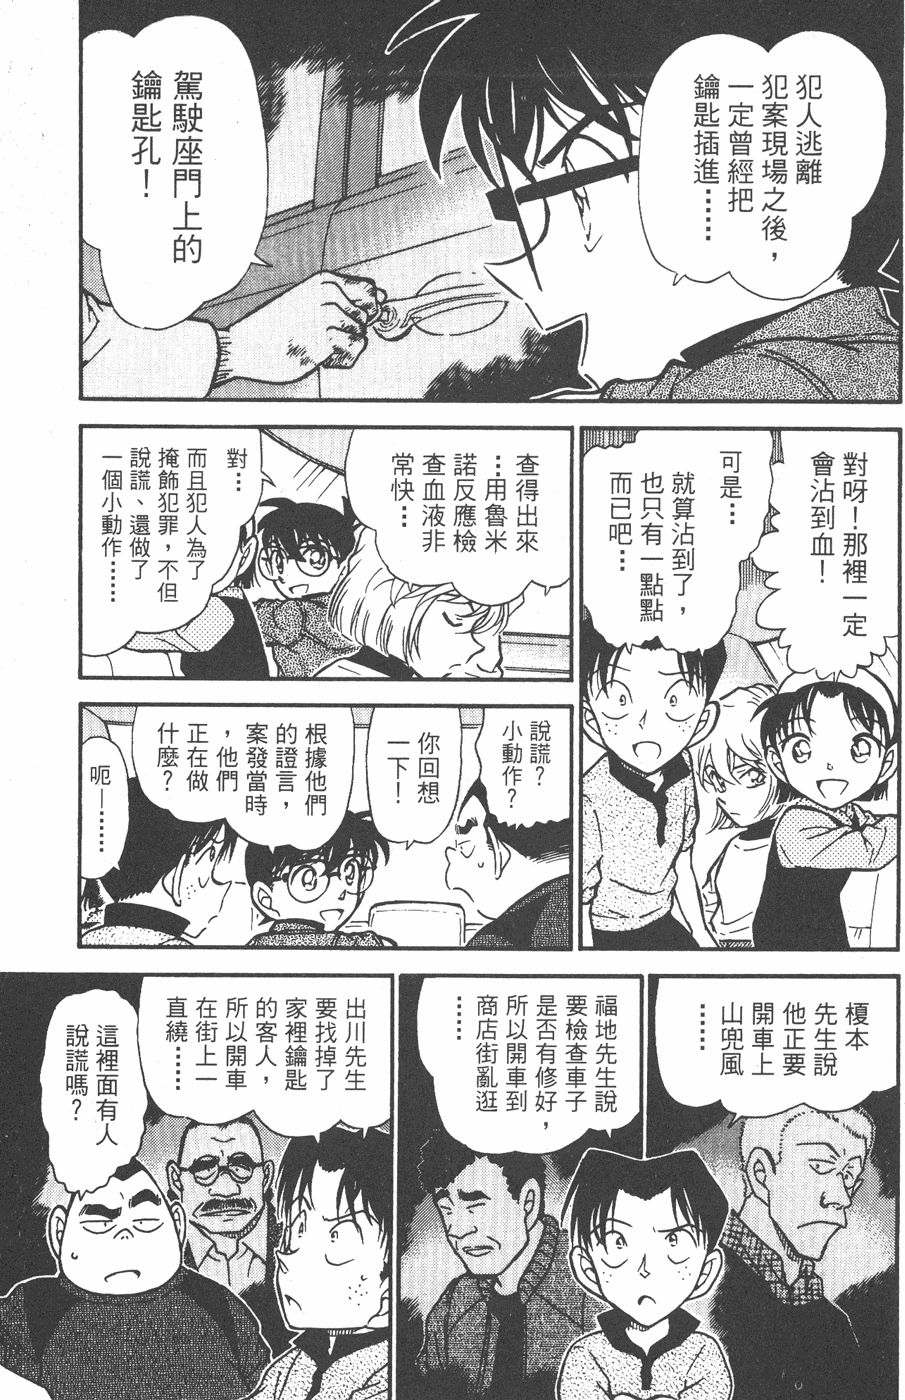 犯人逃離
犯案現場之後，
一定曾經把
鑰匙插進……
駕駛座門上的
鑰匙孔！
對呀！那裡一定
會沾到血！
可是…
就算沾到了，
也只有一點點
而已吧…
查得出來
…用魯米
諾反應檢
查血液非
常快…
對…
而且犯人為了
掩飾犯罪，不但
說謊、還做了
一個小動作……
說謊？
小動作？
你回想
一下！
根據他們
的證言，
案發當時
，他們
正在做
什麼？
呃——……
榎本
先生說
他正要
開車上
山兜風
……
福地先生說
要檢查車子
是否有修好，
所以開車到
商店街亂逛
……
出川先生
要找掉了
家裡鑰匙
的客人，
所以開車
在街上一
直繞…
這裡面有人
說謊嗎？